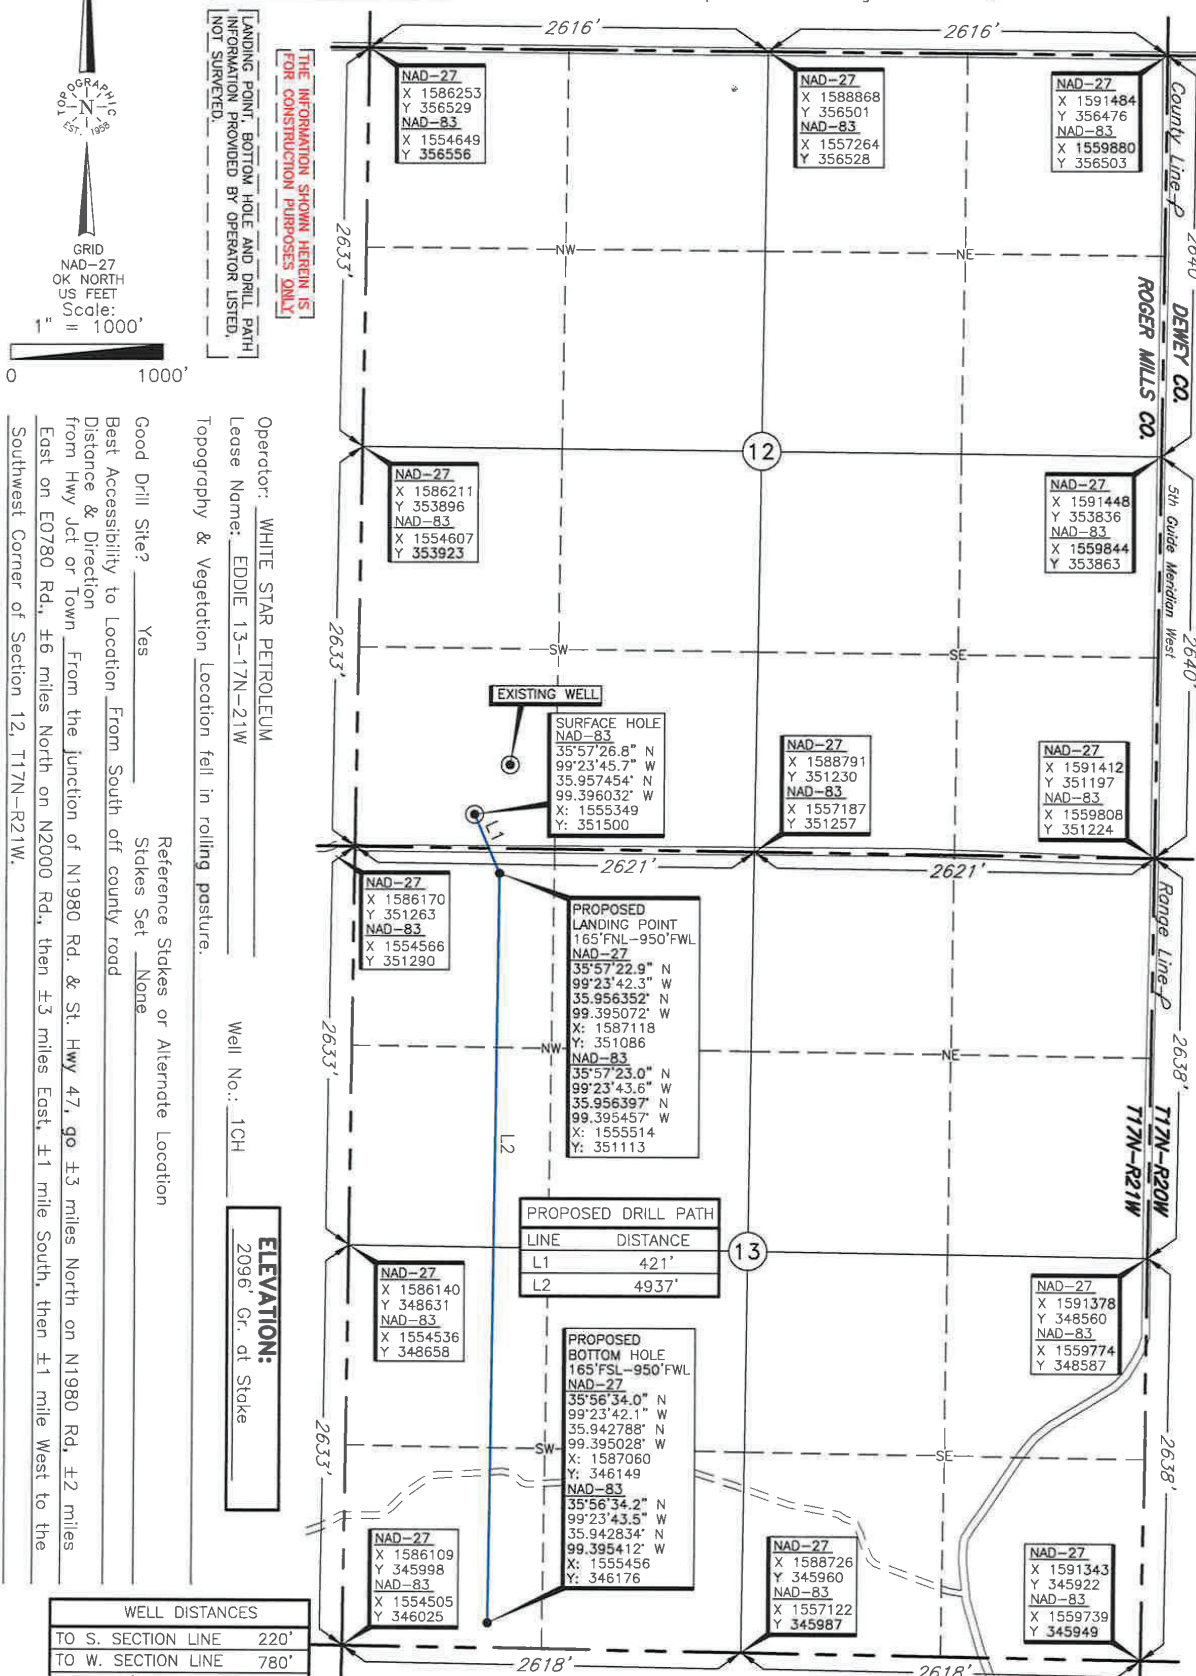 TOPOGRAPHIC
N
EST. 1958
GRID
NAD-27
OK NORTH
US FEET
Scale:
1" = 1000'
0 1000'
LANDING POINT, BOTTOM HOLE AND DRILL PATH
INFORMATION PROVIDED BY OPERATOR LISTED,
NOT SURVEYED.
THE INFORMATION SHOWN HEREIN IS
FOR CONSTRUCTION PURPOSES ONLY
2616' 2616'
NAD-27
X 1586253
Y 356529
NAD-83
X 1554649
Y 356556
NAD-27
X 1588868
Y 356501
NAD-83
X 1557264
Y 356528
NAD-27
X 1591484
Y 356476
NAD-83
X 1559880
Y 356503
County Line
2640'
DEWEY CO.
ROGER MILLS CO.
2633'
NW
NE
12
NAD-27
X 1586211
Y 353896
NAD-83
X 1554607
Y 353923
NAD-27
X 1591448
Y 353836
NAD-83
X 1559844
Y 353863
5th Guide Meridian West
2640'
2633'
SW
SE
EXISTING WELL
SURFACE HOLE
NAD-83
35°57'26.8" N
99°23'45.7" W
35.957454° N
99.396032° W
X: 1555349
Y: 351500
NAD-27
X 1588791
Y 351230
NAD-83
X 1557187
Y 351257
NAD-27
X 1591412
Y 351197
NAD-83
X 1559808
Y 351224
L1
2621' 2621'
NAD-27
X 1586170
Y 351263
NAD-83
X 1554566
Y 351290
PROPOSED
LANDING POINT
165'FNL-950'FWL
NAD-27
35°57'22.9" N
99°23'42.3" W
35.956352° N
99.395072° W
X: 1587118
Y: 351086
NAD-83
35°57'23.0" N
99°23'43.6" W
35.956397° N
99.395457° W
X: 1555514
Y: 351113
Range Line
2638'
T17N-R20W
T17N-R21W
2633'
NW
NE
L2
PROPOSED DRILL PATH
LINE DISTANCE
L1 421'
L2 4937'
13
NAD-27
X 1586140
Y 348631
NAD-83
X 1554536
Y 348658
NAD-27
X 1591378
Y 348560
NAD-83
X 1559774
Y 348587
PROPOSED
BOTTOM HOLE
165'FSL-950'FWL
NAD-27
35°56'34.0" N
99°23'42.1" W
35.942788° N
99.395028° W
X: 1587060
Y: 346149
NAD-83
35°56'34.2" N
99°23'43.5" W
35.942834° N
99.395412° W
X: 1555456
Y: 346176
2633'
SW
SE
2638'
NAD-27
X 1586109
Y 345998
NAD-83
X 1554505
Y 346025
NAD-27
X 1588726
Y 345960
NAD-83
X 1557122
Y 345987
NAD-27
X 1591343
Y 345922
NAD-83
X 1559739
Y 345949
2618' 2618'
Operator: WHITE STAR PETROLEUM
Lease Name: EDDIE 13-17N-21W Well No.: 1CH
ELEVATION:
2096' Gr. at Stake
Topography & Vegetation Location fell in rolling pasture.
Reference Stakes or Alternate Location
Good Drill Site? Yes Stakes Set None
Best Accessibility to Location From South off county road
Distance & Direction
from Hwy Jct or Town From the junction of N1980 Rd. & St. Hwy 47, go ±3 miles North on N1980 Rd, ±2 miles
East on E0780 Rd., ±6 miles North on N2000 Rd., then ±3 miles East, ±1 mile South, then ±1 mile West to the
Southwest Corner of Section 12, T17N-R21W.
WELL DISTANCES
TO S. SECTION LINE 220'
TO W. SECTION LINE 780'